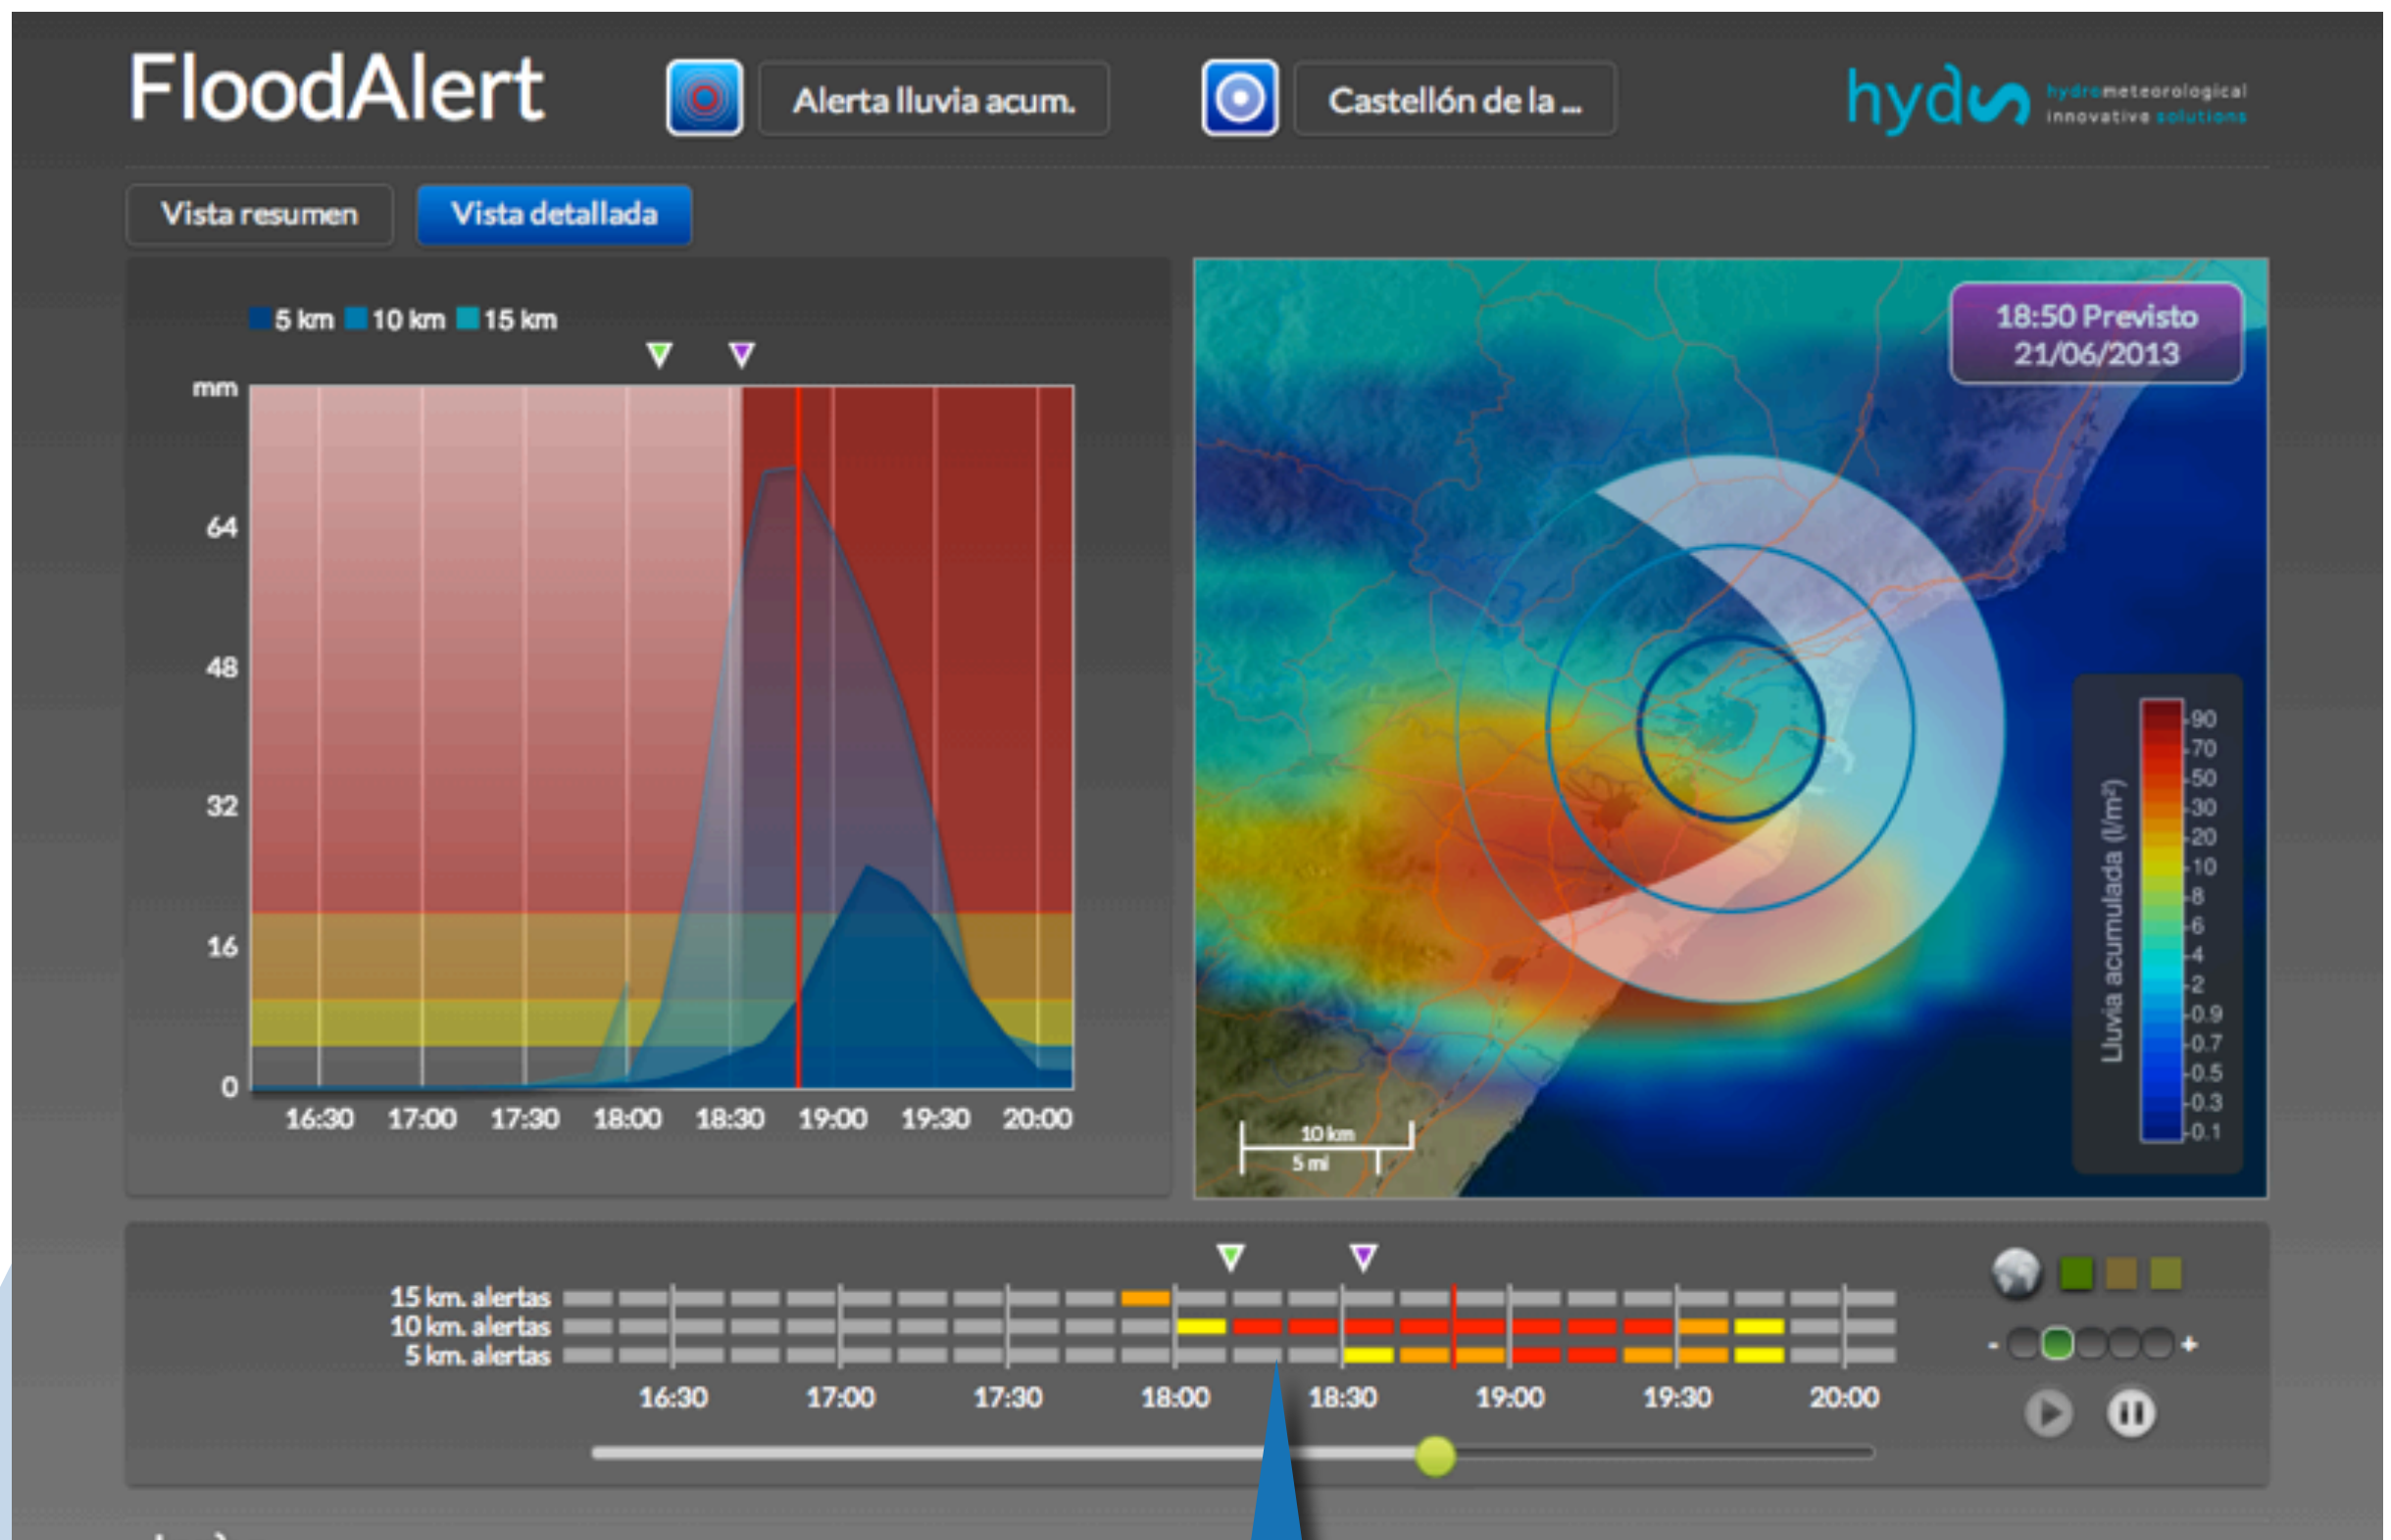 FloodAlert
Alerta lluvia acum.
Castellón de la ...
hyds
hydrometeorological
innovative solutions
Vista resumen
Vista detallada
5 km 10 km 15 km
mm
64
48
32
16
0
16:30 17:00 17:30 18:00 18:30 19:00 19:30 20:00
18:50 Previsto
21/06/2013
Lluvia acumulada (l/m²)
90
70
50
30
20
10
8
6
4
2
0.9
0.7
0.5
0.3
0.1
10 km
5 mi
15 km. alertas
10 km. alertas
5 km. alertas
- +
16:30 17:00 17:30 18:00 18:30 19:00 19:30 20:00